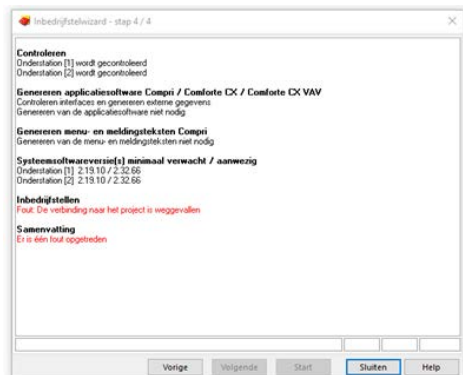 Inbedrijfstelwizard - stap 4 / 4
Controleren
Onderstation [1] wordt gecontroleerd
Onderstation [2] wordt gecontroleerd
Genereren applicatiesoftware Compri / Comforte CX / Comforte CX VAV
Controleren interfaces en genereren externe gegevens
Genereren van de applicatiesoftware niet nodig
Genereren menu- en meldingsteksten Compri
Genereren van de menu- en meldingsteksten niet nodig
Systeemsoftwareversie(s) minimaal verwacht / aanwezig
Onderstation [1] 2.19.10 / 2.32.66
Onderstation [2] 2.19.10 / 2.32.66
Inbedrijfstellen
Fout: De verbinding naar het project is weggevallen
Samenvatting
Er is één fout opgetreden
Vorige
Volgende
Start
Sluiten
Help